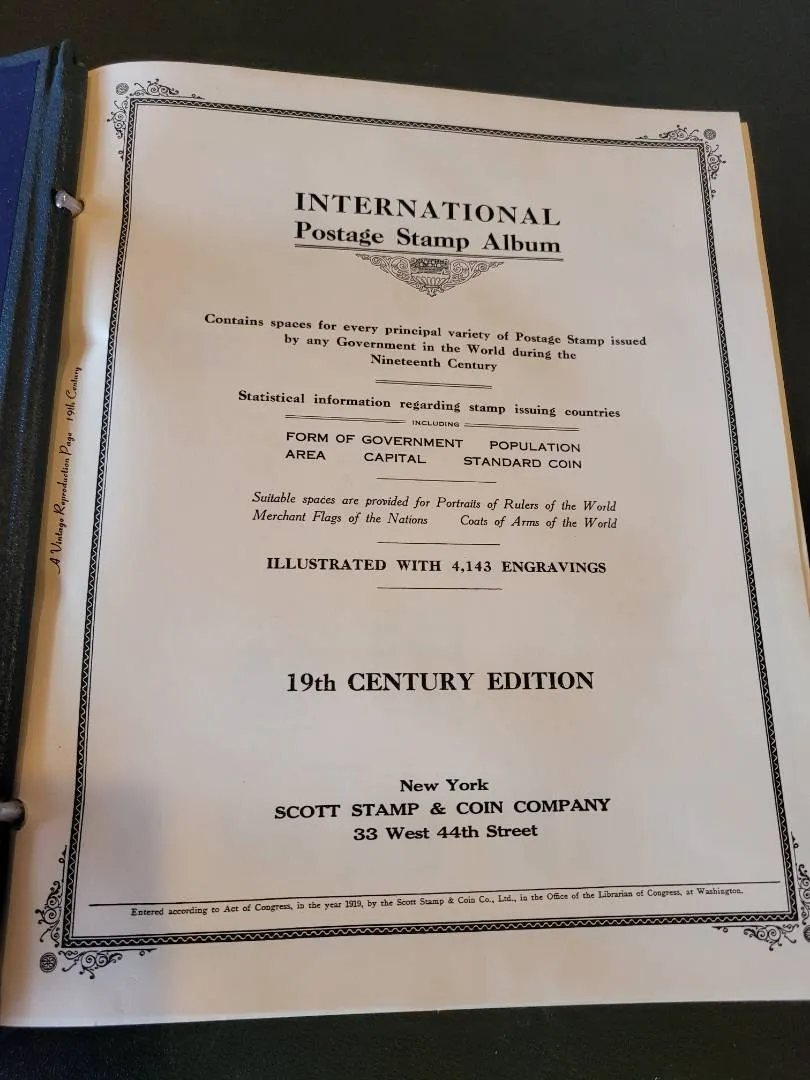 INTERNATIONAL
Postage Stamp Album
Contains spaces for every principal variety of Postage Stamp issued
by any Government in the World during the
Nineteenth Century
Statistical information regarding stamp issuing countries
INCLUDING
FORM OF GOVERNMENT POPULATION
AREA CAPITAL STANDARD COIN
Suitable spaces are provided for Portraits of Rulers of the World
Merchant Flags of the Nations Coats of Arms of the World
ILLUSTRATED WITH 4,143 ENGRAVINGS
19th CENTURY EDITION
New York
SCOTT STAMP & COIN COMPANY
33 West 44th Street
Entered according to Act of Congress, in the year 1919, by the Scott Stamp & Coin Co., Ltd., in the Office of the Librarian of Congress, at Washington.
A Vintage Reproduction Page 19th Century